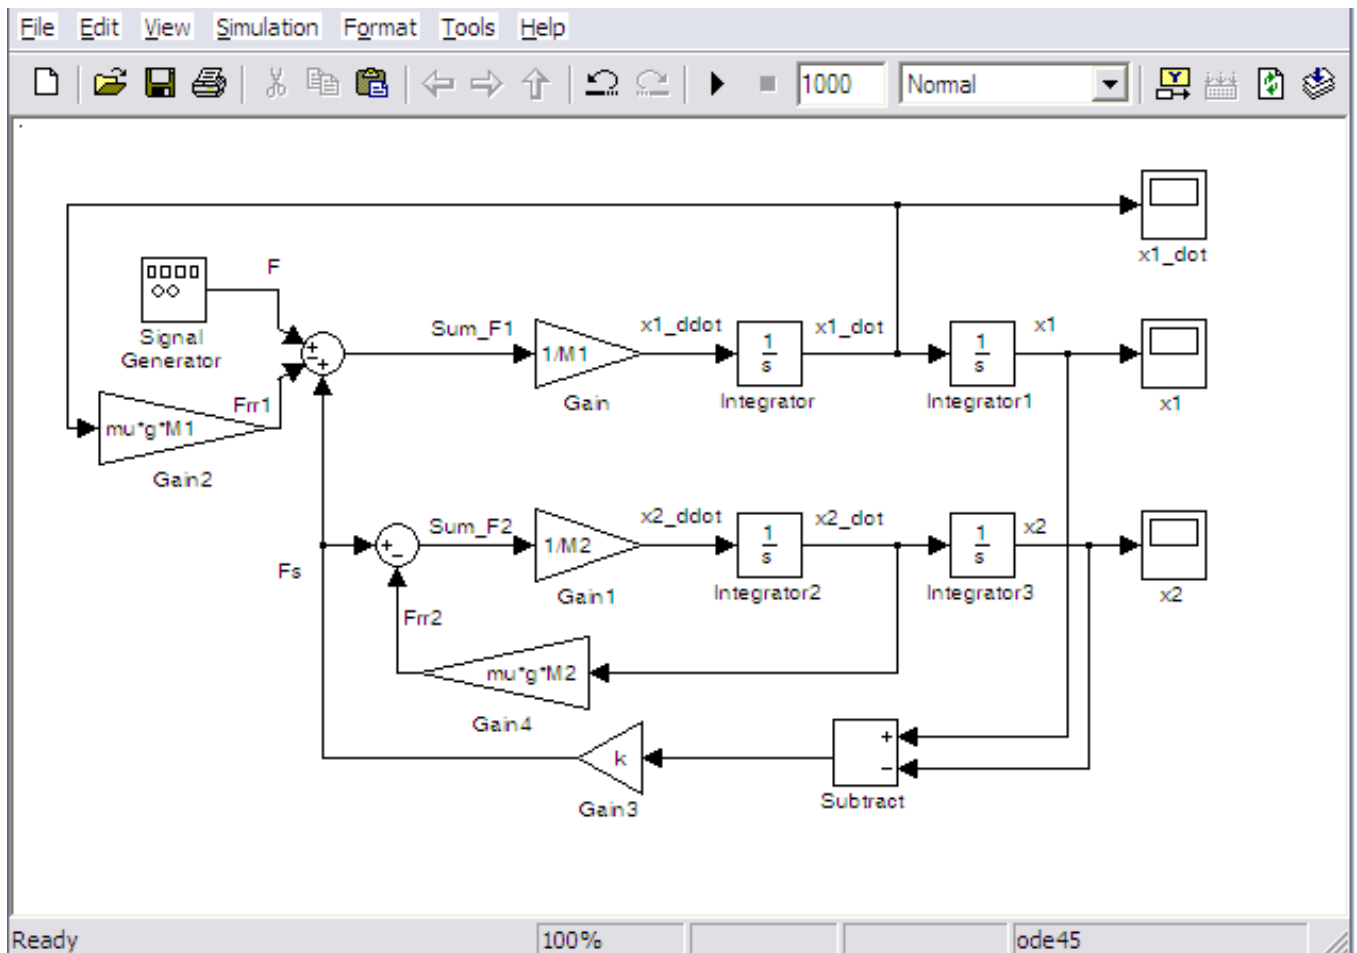 File Edit View Simulation Format Tools Help
1000 Normal
x1_dot
F
Signal
Generator
+
-
+
Sum_F1
1/M1
Gain
x1_ddot
1
s
Integrator
x1_dot
1
s
Integrator1
x1
x1
Frr1
mu*g*M1
Gain2
Fs
+
-
Sum_F2
1/M2
Gain1
x2_ddot
1
s
Integrator2
x2_dot
1
s
Integrator3
x2
x2
Frr2
mu*g*M2
Gain4
k
Gain3
+
-
Subtract
Ready 100% ode45